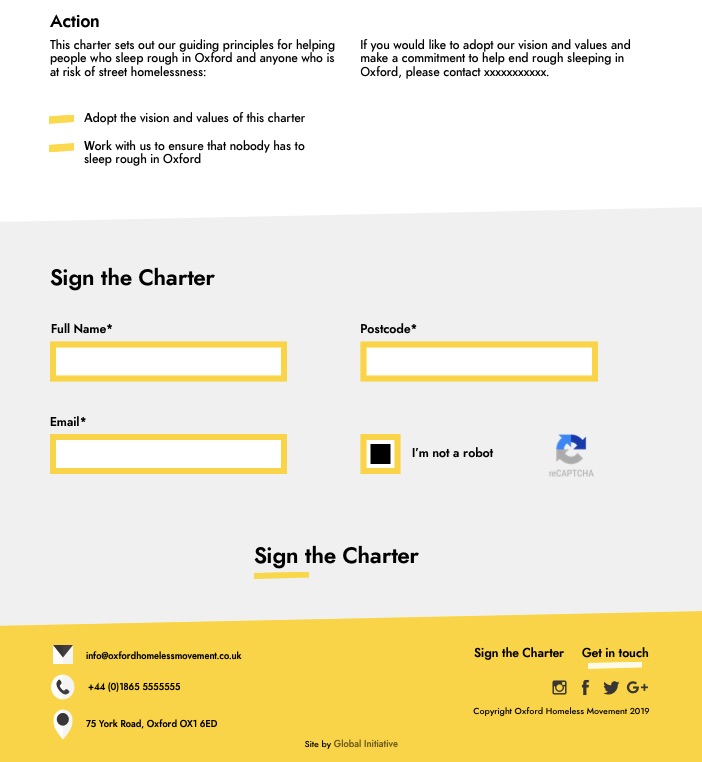 Action
This charter sets out our guiding principles for helping
people who sleep rough in Oxford and anyone who is
at risk of street homelessness:
If you would like to adopt our vision and values and
make a commitment to help end rough sleeping in
Oxford, please contact xxxxxxxxxxx.
Adopt the vision and values of this charter
Work with us to ensure that nobody has to
sleep rough in Oxford
Sign the Charter
Full Name*
Postcode*
Email*
I'm not a robot
reCAPTCHA
Sign the Charter
info@oxfordhomelessmovement.co.uk
+44 (0)1865 5555555
75 York Road, Oxford OX1 6ED
Sign the Charter
Get in touch
G+
Copyright Oxford Homeless Movement 2019
Site by Global Initiative